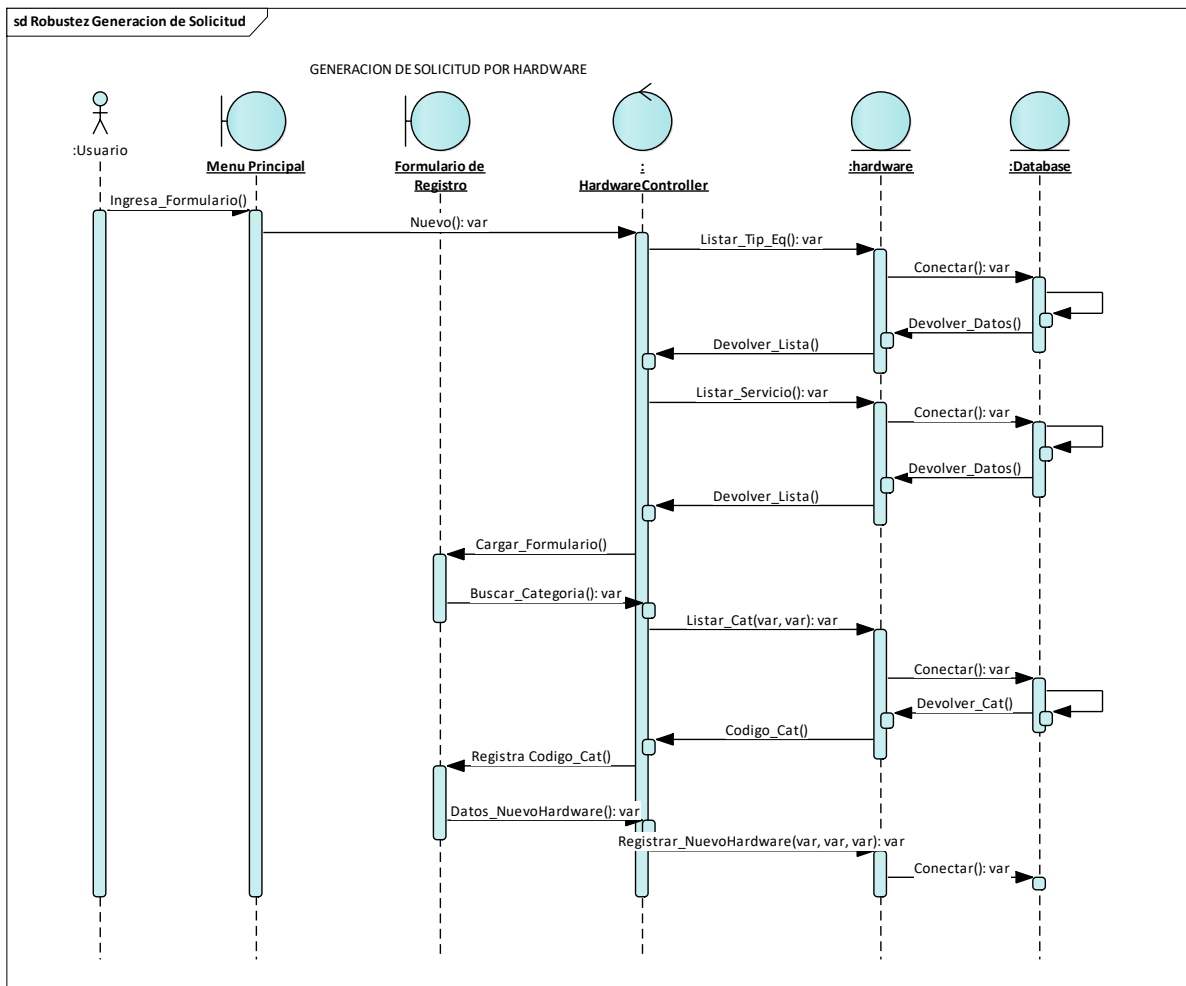 sd Robustez Generacion de Solicitud
GENERACION DE SOLICITUD POR HARDWARE
:Usuario
Menu Principal
Formulario de
Registro
:
HardwareController
:hardware
:Database
Ingresa_Formulario()
Nuevo(): var
Listar_Tip_Eq(): var
Conectar(): var
Devolver_Datos()
Devolver_Lista()
Listar_Servicio(): var
Conectar(): var
Devolver_Datos()
Devolver_Lista()
Cargar_Formulario()
Buscar_Categoria(): var
Listar_Cat(var, var): var
Conectar(): var
Devolver_Cat()
Codigo_Cat()
Registra Codigo_Cat()
Datos_NuevoHardware(): var
Registrar_NuevoHardware(var, var, var): var
Conectar(): var